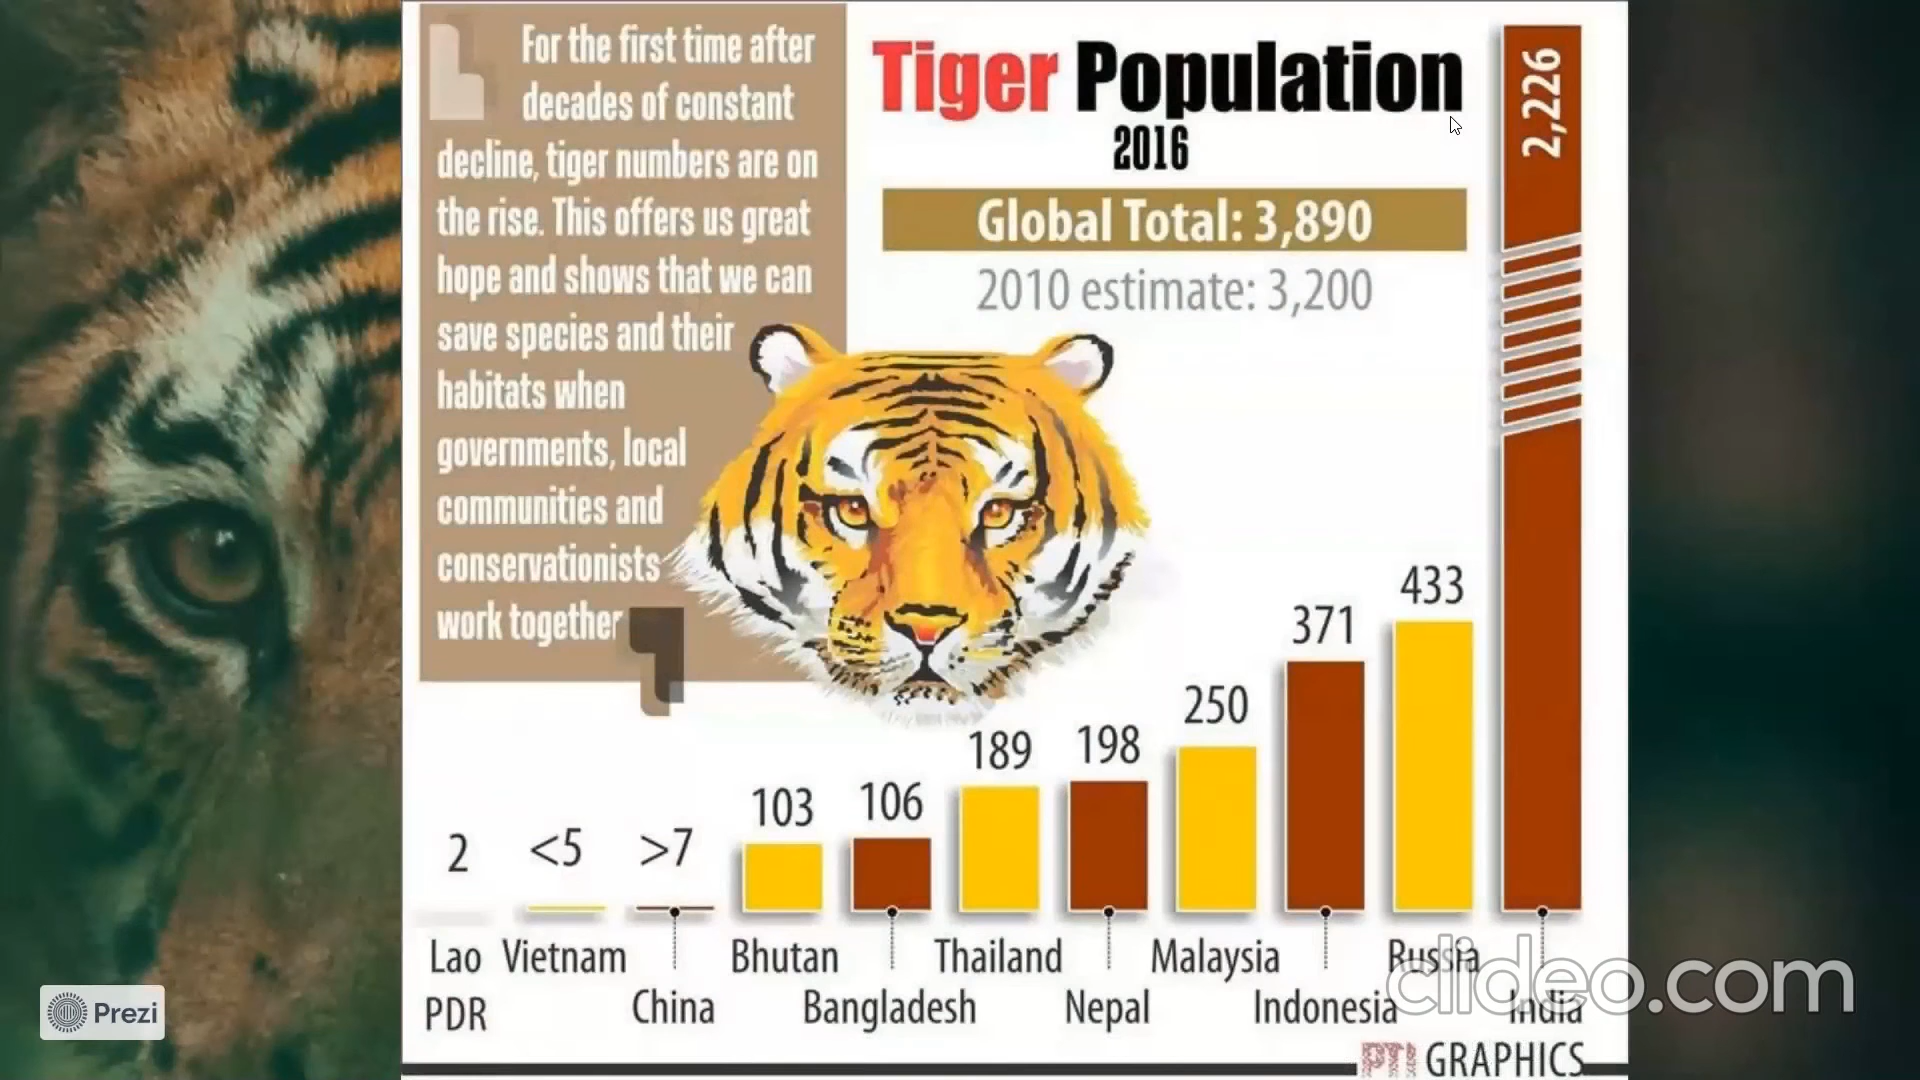 For the first time after
decades of constant
decline, tiger numbers are on
the rise. This offers us great
hope and shows that we can
save species and their
habitats when
governments, local
communities and
conservationists
work together
Tiger Population
2016
Global Total: 3,890
2010 estimate: 3,200
2
<5
>7
103
106
189
198
250
371
433
2,226
Lao PDR
Vietnam
China
Bhutan
Bangladesh
Thailand
Nepal
Malaysia
Indonesia
Russia
India
PTI GRAPHICS
Prezi
clideo.com